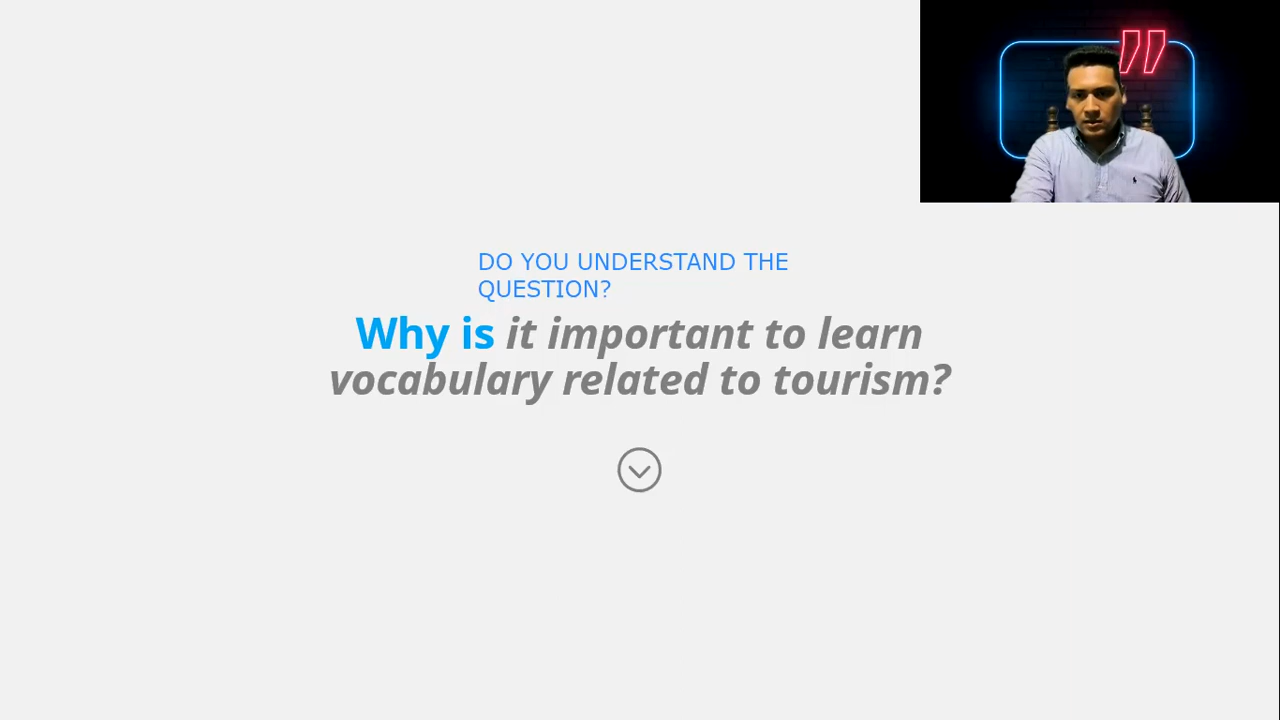 DO YOU UNDERSTAND THE
QUESTION?
Why is it important to learn
vocabulary related to tourism?